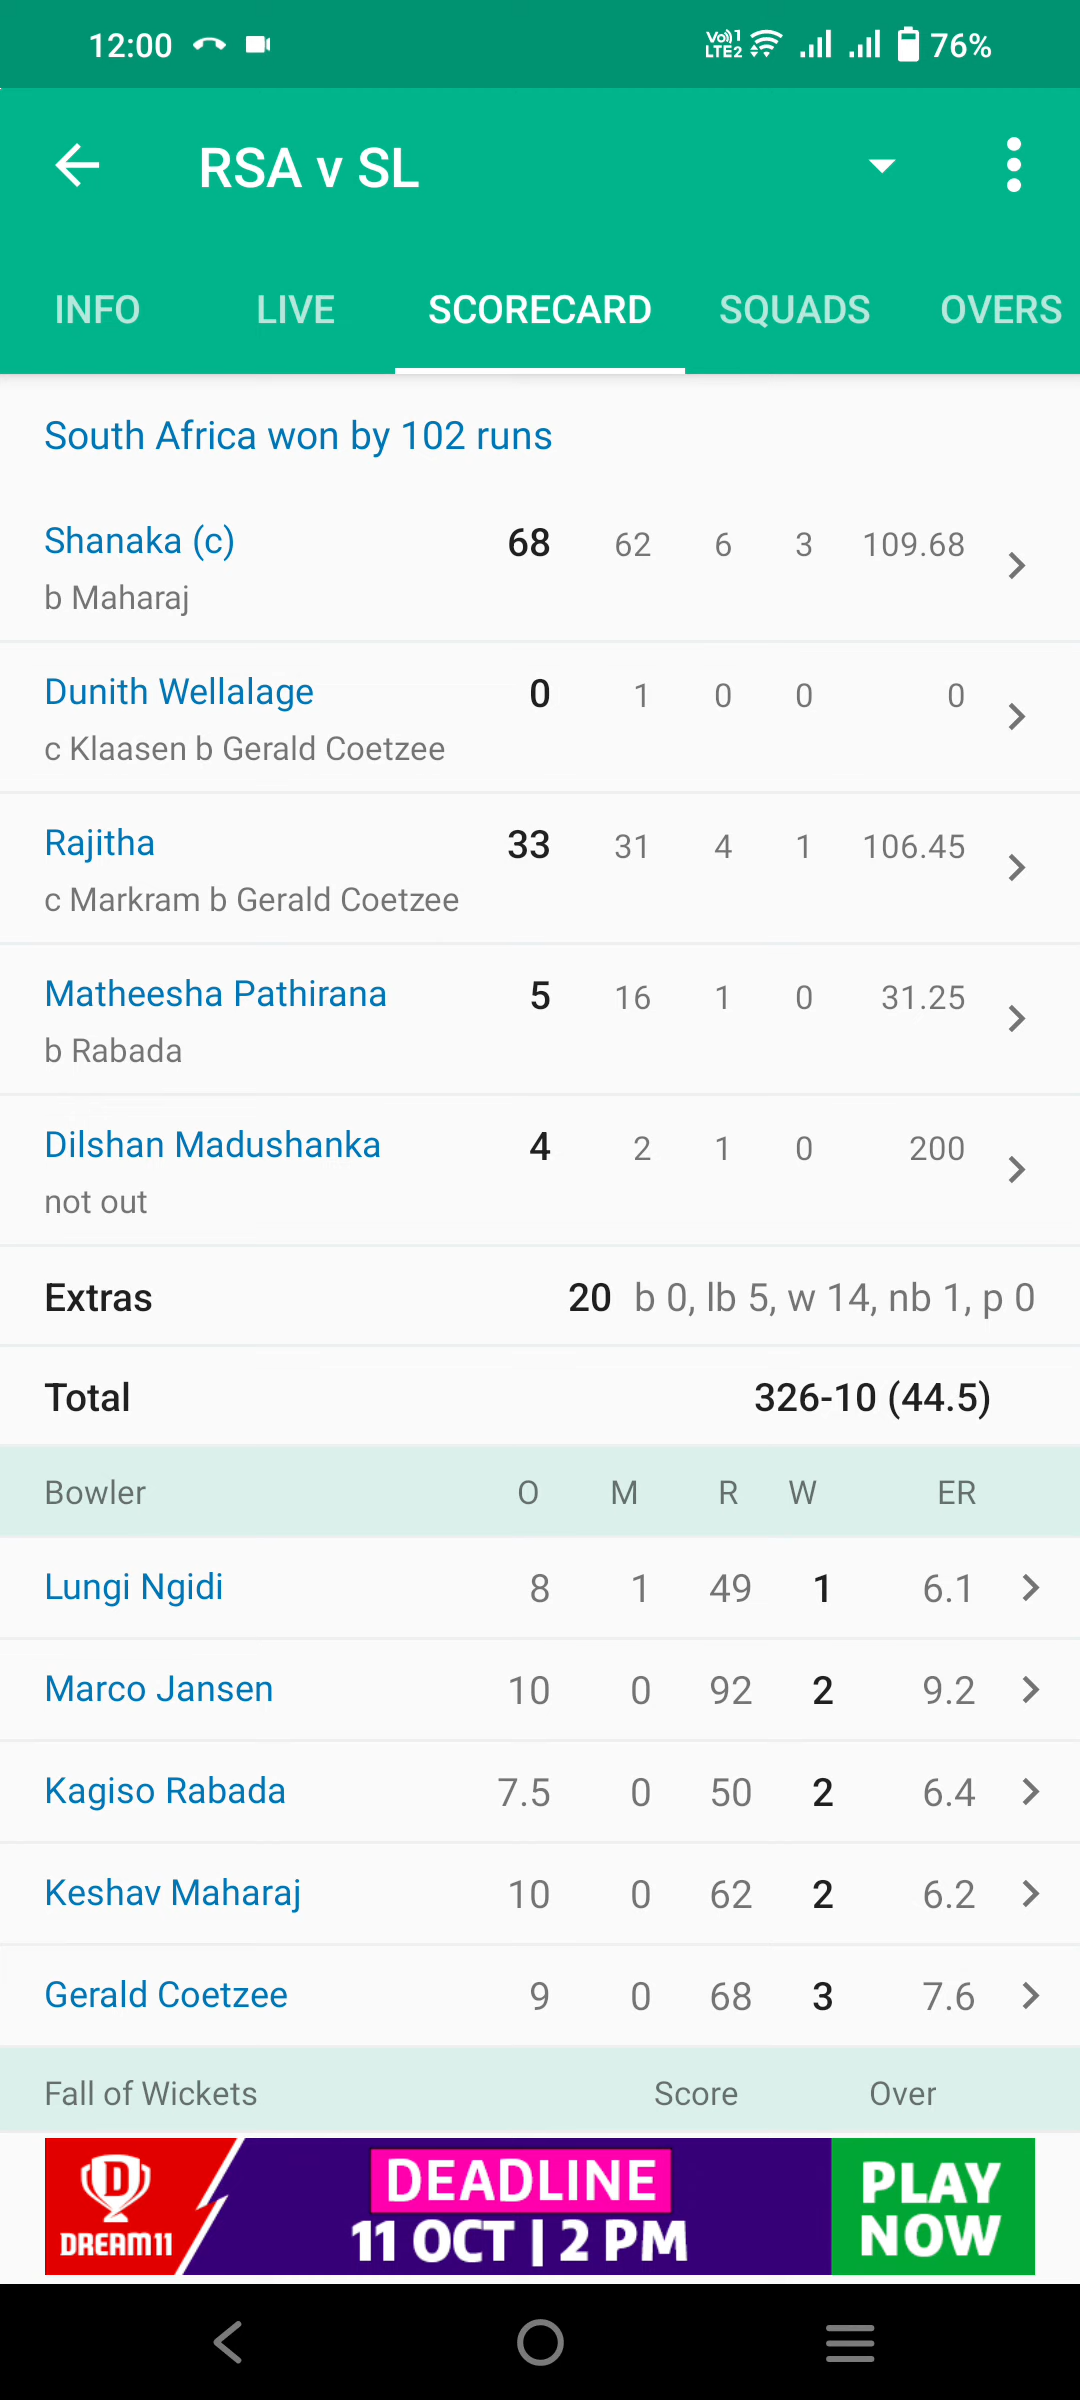 12:00 Vo))1 LTE2 76%
RSA v SL
INFO LIVE SCORECARD SQUADS OVERS
South Africa won by 102 runs
Shanaka (c) 68 62 6 3 109.68
b Maharaj
Dunith Wellalage 0 1 0 0 0
c Klaasen b Gerald Coetzee
Rajitha 33 31 4 1 106.45
c Markram b Gerald Coetzee
Matheesha Pathirana 5 16 1 0 31.25
b Rabada
Dilshan Madushanka 4 2 1 0 200
not out
Extras 20 b 0, lb 5, w 14, nb 1, p 0
Total 326-10 (44.5)
Bowler O M R W ER
Lungi Ngidi 8 1 49 1 6.1
Marco Jansen 10 0 92 2 9.2
Kagiso Rabada 7.5 0 50 2 6.4
Keshav Maharaj 10 0 62 2 6.2
Gerald Coetzee 9 0 68 3 7.6
Fall of Wickets Score Over
D
DREAM11
DEADLINE
11 OCT | 2 PM
PLAY
NOW